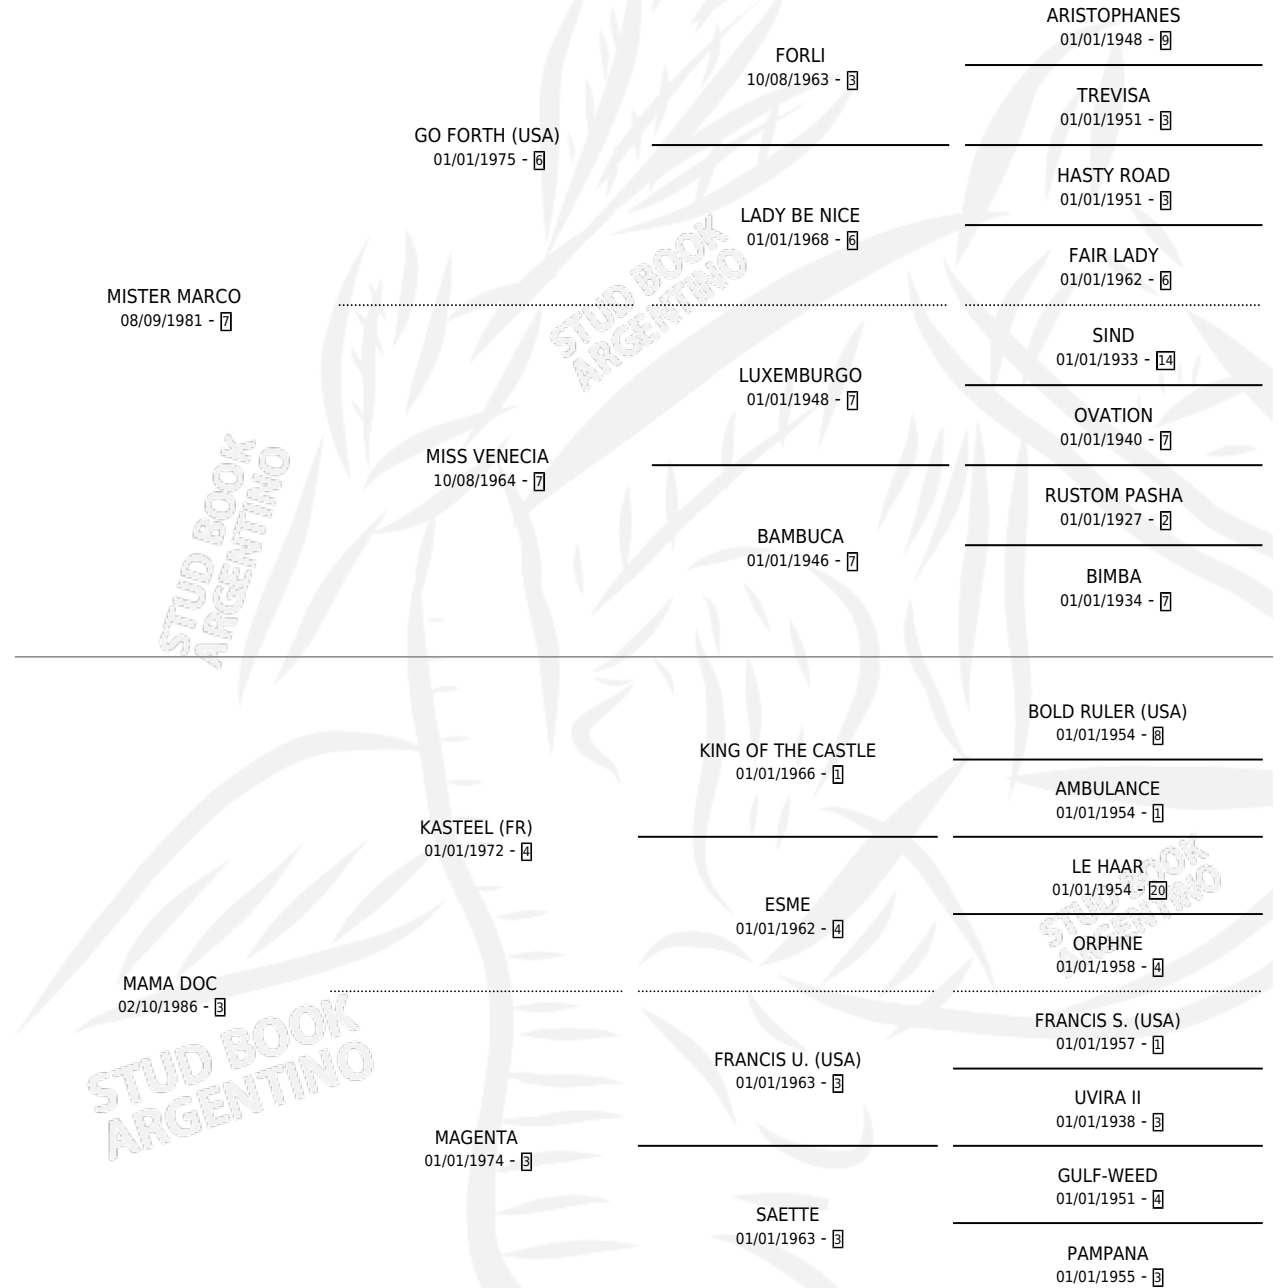 ARISTOPHANES
01/01/1948 - 9
FORLI
10/08/1963 - 3
TREVISA
01/01/1951 - 3
GO FORTH (USA)
01/01/1975 - 6
HASTY ROAD
01/01/1951 - 3
LADY BE NICE
01/01/1968 - 6
FAIR LADY
01/01/1962 - 6
MISTER MARCO
08/09/1981 - 7
STUD BOOK
ARGENTINO
SIND
01/01/1933 - 14
LUXEMBURGO
01/01/1948 - 7
OVATION
01/01/1940 - 7
MISS VENECIA
10/08/1964 - 7
RUSTOM PASHA
01/01/1927 - 2
BAMBUCA
01/01/1946 - 7
BIMBA
01/01/1934 - 7
STUD BOOK
ARGENTINO
BOLD RULER (USA)
01/01/1954 - 8
KING OF THE CASTLE
01/01/1966 - 1
AMBULANCE
01/01/1954 - 1
KASTEEL (FR)
01/01/1972 - 4
LE HAAR
01/01/1954 - 20
ESME
01/01/1962 - 4
ORPHNE
01/01/1958 - 4
STUD BOOK
ARGENTINO
MAMA DOC
02/10/1986 - 3
FRANCIS S. (USA)
01/01/1957 - 1
FRANCIS U. (USA)
01/01/1963 - 3
UVIRA II
01/01/1938 - 3
STUD BOOK
ARGENTINO
MAGENTA
01/01/1974 - 3
GULF-WEED
01/01/1951 - 4
SAETTE
01/01/1963 - 3
PAMPANA
01/01/1955 - 3